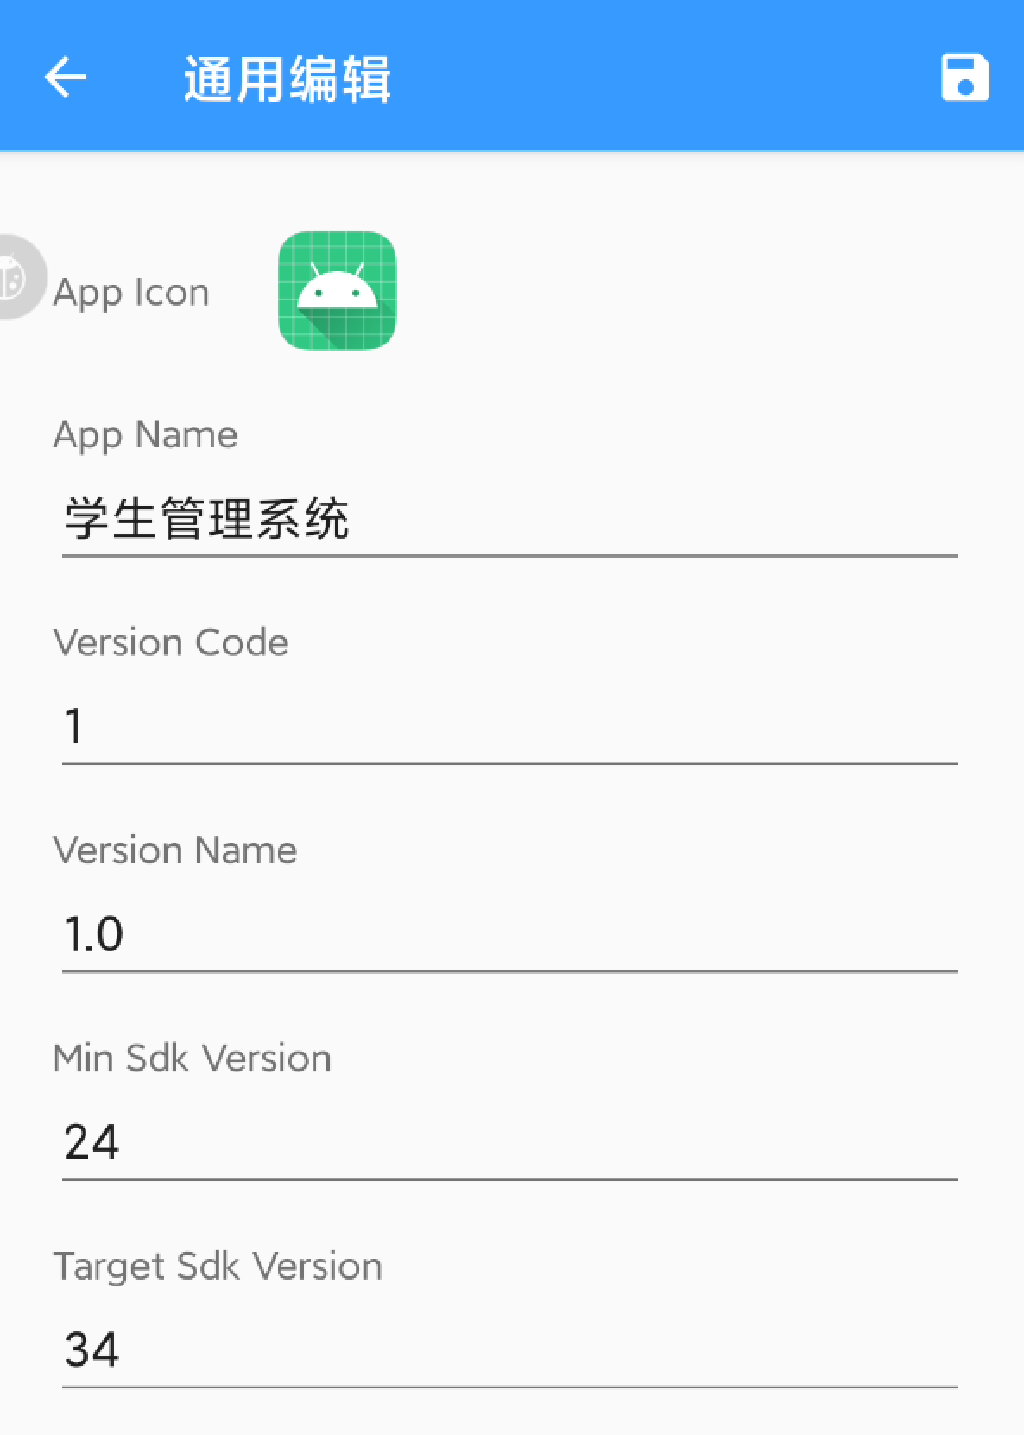 通用编辑
App Icon
App Name
学生管理系统
Version Code
1
Version Name
1.0
Min Sdk Version
24
Target Sdk Version
34